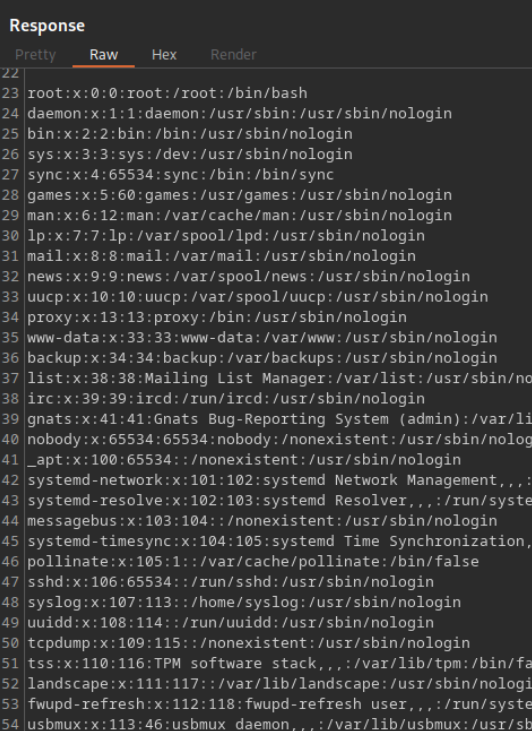 Response
Pretty Raw Hex Render
22
23 root:x:0:0:root:/root:/bin/bash
24 daemon:x:1:1:daemon:/usr/sbin:/usr/sbin/nologin
25 bin:x:2:2:bin:/bin:/usr/sbin/nologin
26 sys:x:3:3:sys:/dev:/usr/sbin/nologin
27 sync:x:4:65534:sync:/bin:/bin/sync
28 games:x:5:60:games:/usr/games:/usr/sbin/nologin
29 man:x:6:12:man:/var/cache/man:/usr/sbin/nologin
30 lp:x:7:7:lp:/var/spool/lpd:/usr/sbin/nologin
31 mail:x:8:8:mail:/var/mail:/usr/sbin/nologin
32 news:x:9:9:news:/var/spool/news:/usr/sbin/nologin
33 uucp:x:10:10:uucp:/var/spool/uucp:/usr/sbin/nologin
34 proxy:x:13:13:proxy:/bin:/usr/sbin/nologin
35 www-data:x:33:33:www-data:/var/www:/usr/sbin/nologin
36 backup:x:34:34:backup:/var/backups:/usr/sbin/nologin
37 list:x:38:38:Mailing List Manager:/var/list:/usr/sbin/no
38 irc:x:39:39:ircd:/run/ircd:/usr/sbin/nologin
39 gnats:x:41:41:Gnats Bug-Reporting System (admin):/var/li
40 nobody:x:65534:65534:nobody:/nonexistent:/usr/sbin/nolog
41 _apt:x:100:65534::/nonexistent:/usr/sbin/nologin
42 systemd-network:x:101:102:systemd Network Management,,,:
43 systemd-resolve:x:102:103:systemd Resolver,,,:/run/syste
44 messagebus:x:103:104::/nonexistent:/usr/sbin/nologin
45 systemd-timesync:x:104:105:systemd Time Synchronization,
46 pollinate:x:105:1::/var/cache/pollinate:/bin/false
47 sshd:x:106:65534::/run/sshd:/usr/sbin/nologin
48 syslog:x:107:113::/home/syslog:/usr/sbin/nologin
49 uuidd:x:108:114::/run/uuidd:/usr/sbin/nologin
50 tcpdump:x:109:115::/nonexistent:/usr/sbin/nologin
51 tss:x:110:116:TPM software stack,,,:/var/lib/tpm:/bin/fa
52 landscape:x:111:117::/var/lib/landscape:/usr/sbin/nologi
53 fwupd-refresh:x:112:118:fwupd-refresh user,,,:/run/syste
54 usbmux:x:113:46:usbmux daemon,,,:/var/lib/usbmux:/usr/sb